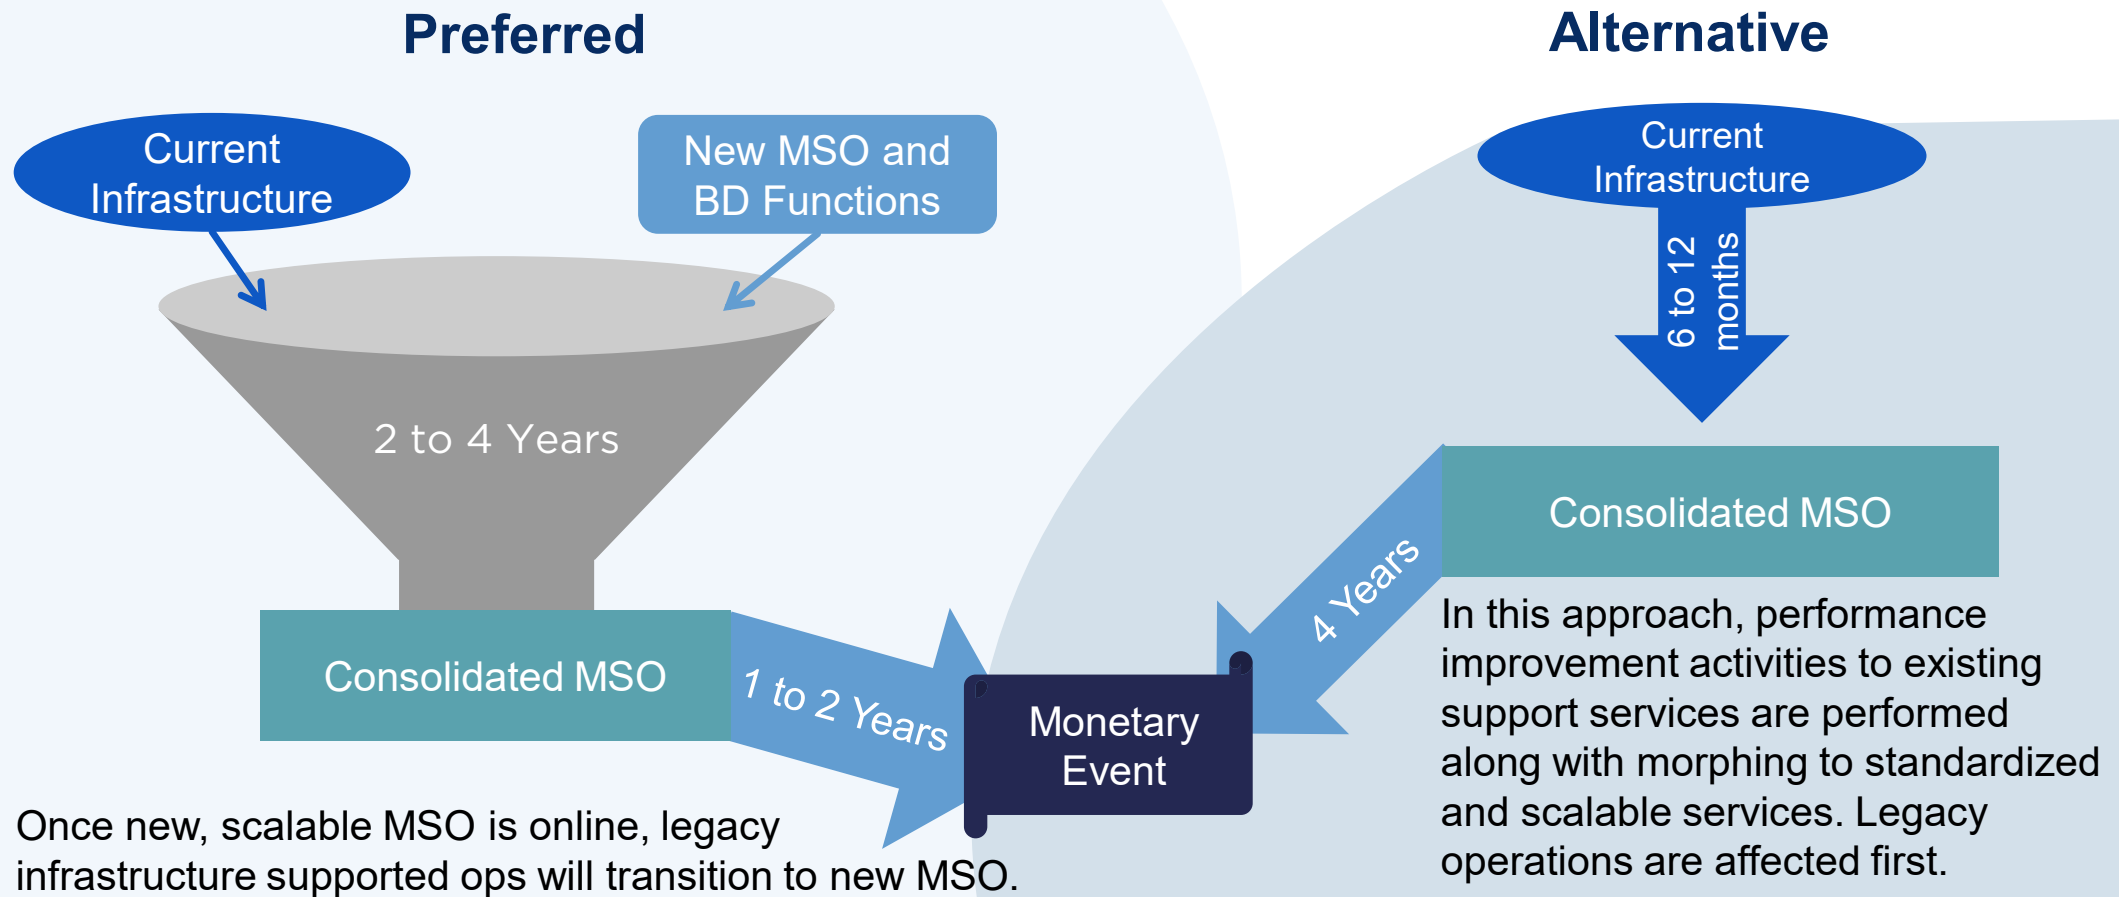 Preferred
Current
Infrastructure
New MSO and
BD Functions
2 to 4 Years
Consolidated MSO
1 to 2 Years
Once new, scalable MSO is online, legacy
infrastructure supported ops will transition to new MSO.
Monetary
Event
Alternative
Current
Infrastructure
6 to 12
months
Consolidated MSO
4 Years
In this approach, performance
improvement activities to existing
support services are performed
along with morphing to standardized
and scalable services. Legacy
operations are affected first.